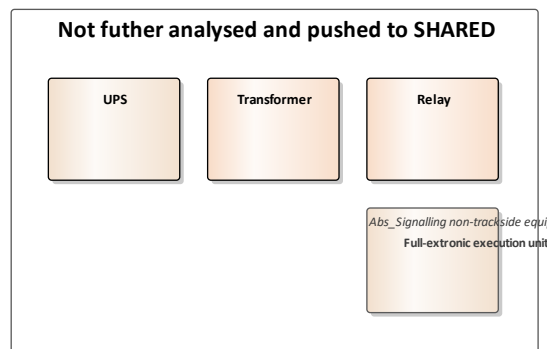 Not futher analysed and pushed to SHARED
UPS
Transformer
Relay
Abs_Signalling non-trackside equi
Full-extronic execution unit